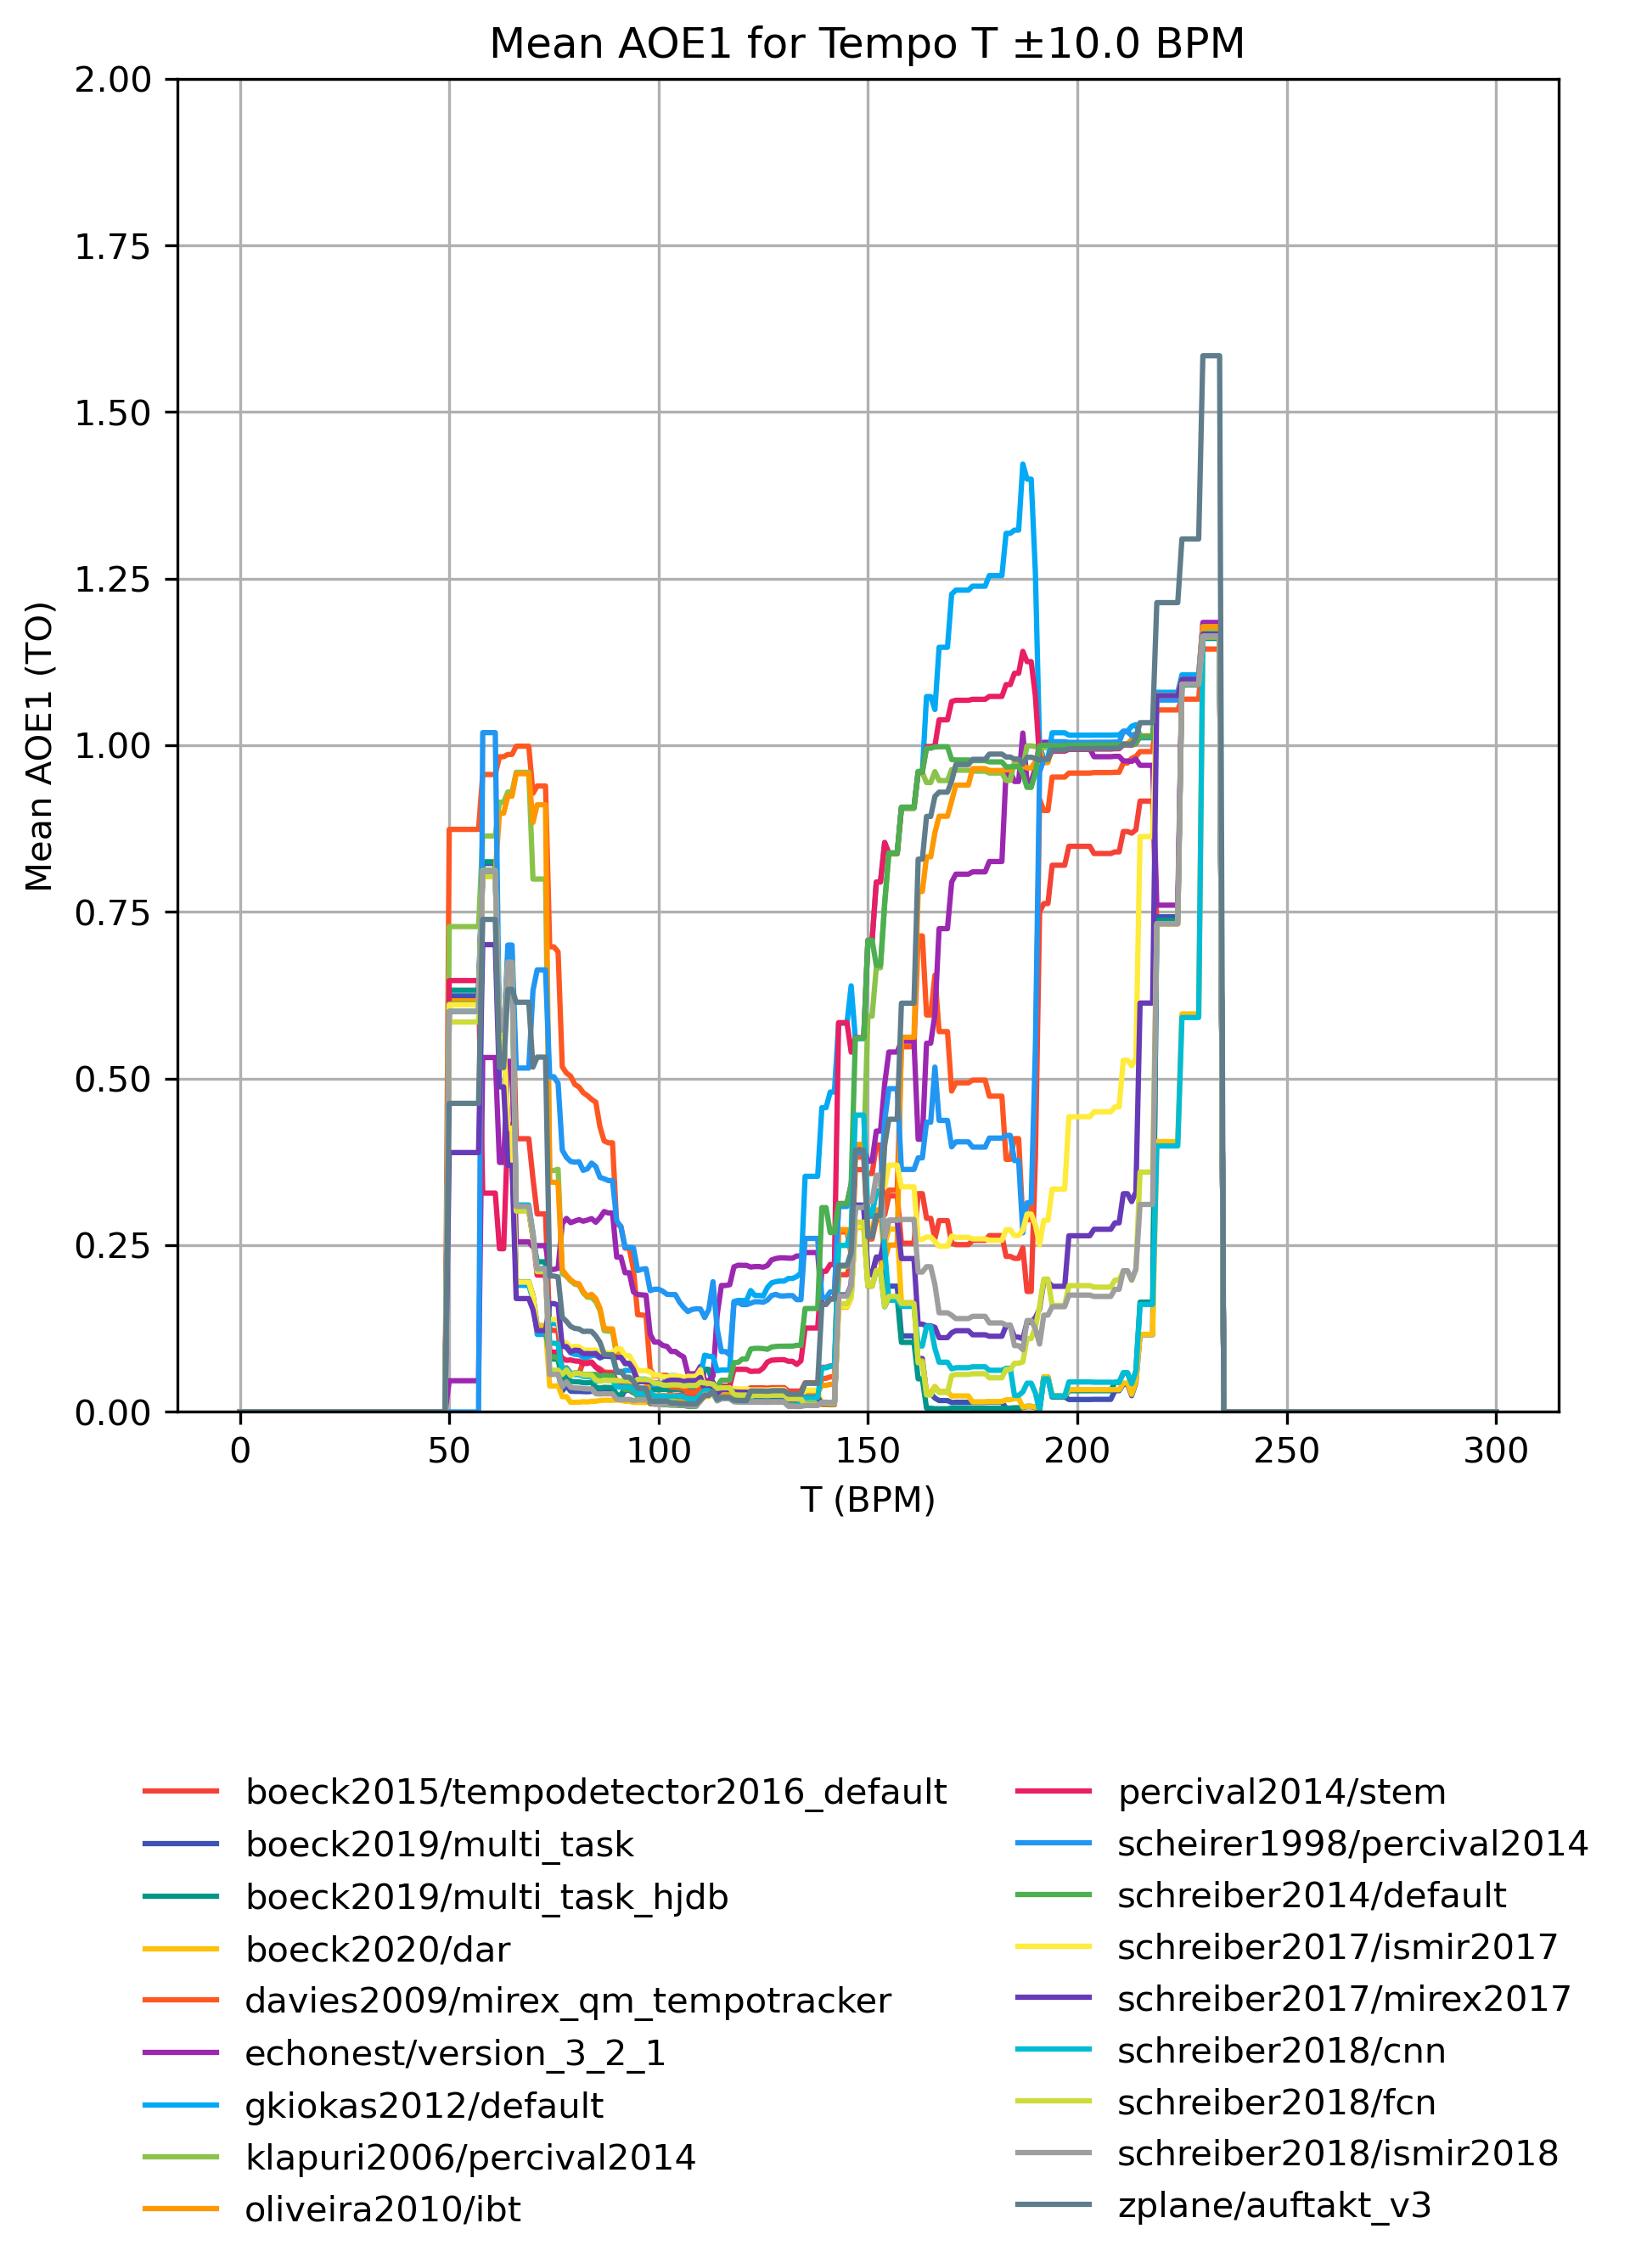 Mean AOE1 for Tempo T ±10.0 BPM
2.00
1.75
1.50
1.25
1.00
0.75
0.50
0.25
0.00
Mean AOE1 (TO)
0 50 100 150 200 250 300
T (BPM)
boeck2015/tempodetector2016_default
boeck2019/multi_task
boeck2019/multi_task_hjdb
boeck2020/dar
davies2009/mirex_qm_tempotracker
echonest/version_3_2_1
gkiokas2012/default
klapuri2006/percival2014
oliveira2010/ibt
percival2014/stem
scheirer1998/percival2014
schreiber2014/default
schreiber2017/ismir2017
schreiber2017/mirex2017
schreiber2018/cnn
schreiber2018/fcn
schreiber2018/ismir2018
zplane/auftakt_v3